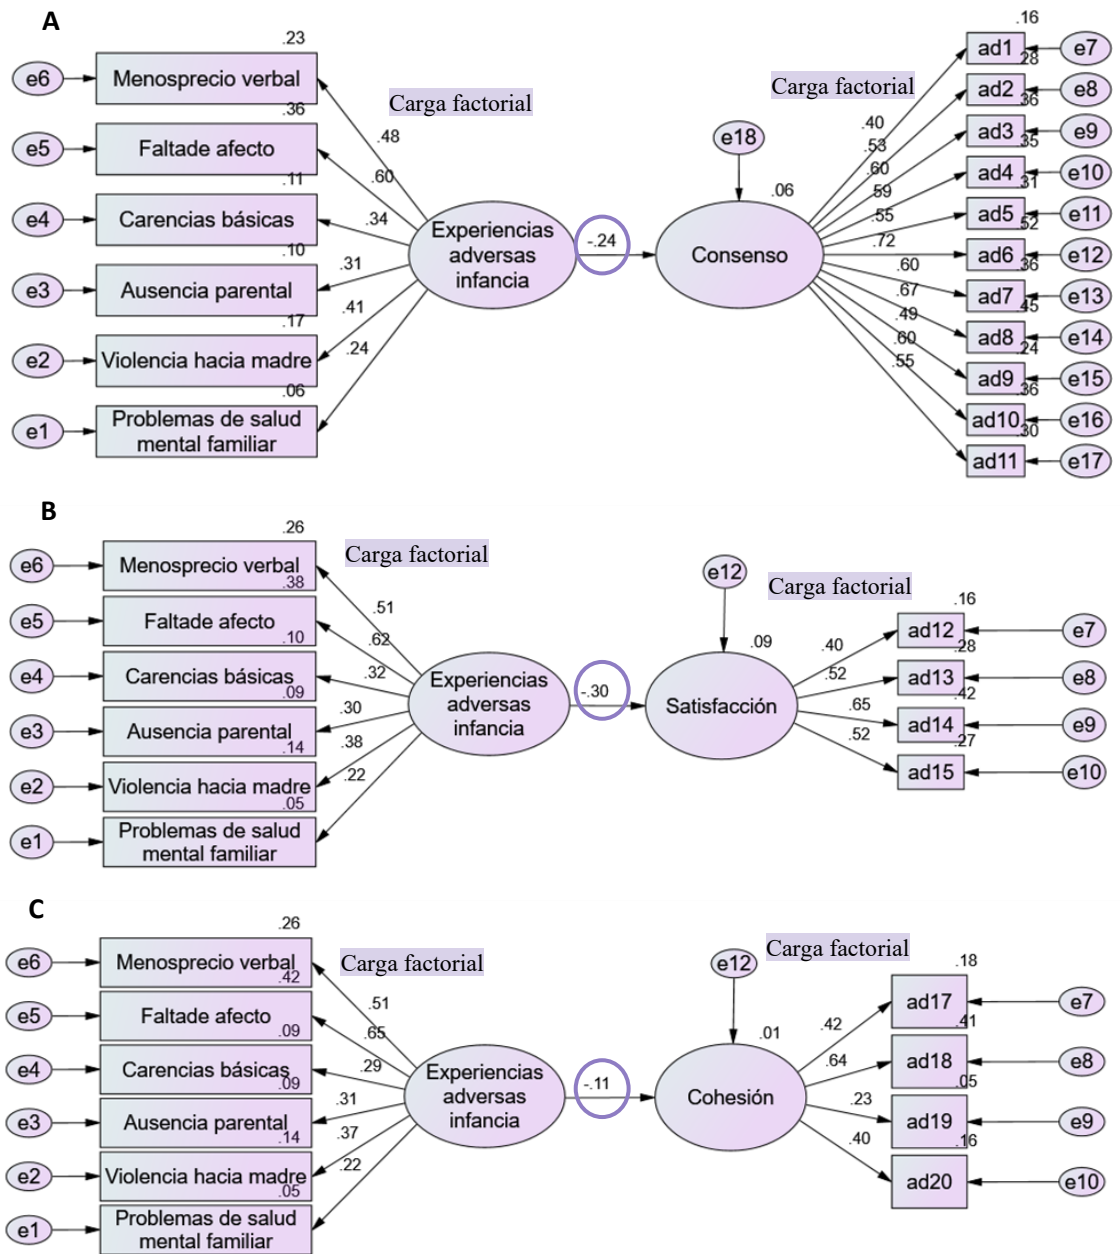 A
.23
e6
Menosprecio verbal
.36
e5
Faltade afecto
.11
e4
Carencias básicas
.10
e3
Ausencia parental
.17
e2
Violencia hacia madre
.06
e1
Problemas de salud
mental familiar
Carga factorial
.48
.60
.34
.31
.41
.24
Experiencias
adversas
infancia
-.24
e18
.06
Consenso
Carga factorial
.40
.53
.60
.59
.55
.72
.60
.67
.49
.60
.55
.16
ad1
e7
.28
ad2
e8
.36
ad3
e9
.35
ad4
e10
.31
ad5
e11
.52
ad6
e12
.36
ad7
e13
.45
ad8
e14
.24
ad9
e15
.36
ad10
e16
.30
ad11
e17
B
.26
e6
Menosprecio verbal
.38
e5
Faltade afecto
.10
e4
Carencias básicas
.09
e3
Ausencia parental
.14
e2
Violencia hacia madre
.05
e1
Problemas de salud
mental familiar
Carga factorial
.51
.62
.32
.30
.38
.22
Experiencias
adversas
infancia
-.30
e12
.09
Satisfacción
Carga factorial
.40
.52
.65
.52
.16
ad12
e7
.28
ad13
e8
.42
ad14
e9
.27
ad15
e10
C
.26
e6
Menosprecio verbal
.42
e5
Faltade afecto
.09
e4
Carencias básicas
.09
e3
Ausencia parental
.14
e2
Violencia hacia madre
.05
e1
Problemas de salud
mental familiar
Carga factorial
.51
.65
.29
.31
.37
.22
Experiencias
adversas
infancia
-.11
e12
.01
Cohesión
Carga factorial
.42
.64
.23
.40
.18
ad17
e7
.41
ad18
e8
.05
ad19
e9
.16
ad20
e10